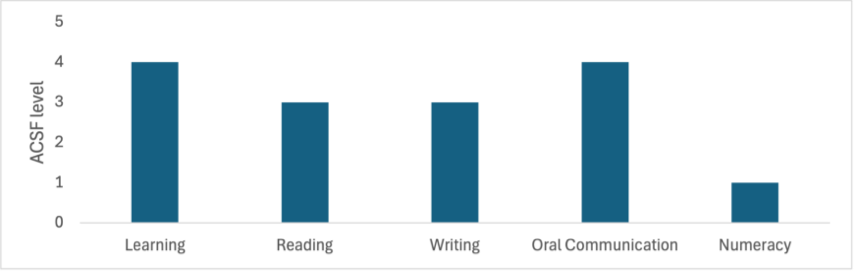 5
4
3
2
1
0
ACSF level
Learning
Reading
Writing
Oral Communication
Numeracy